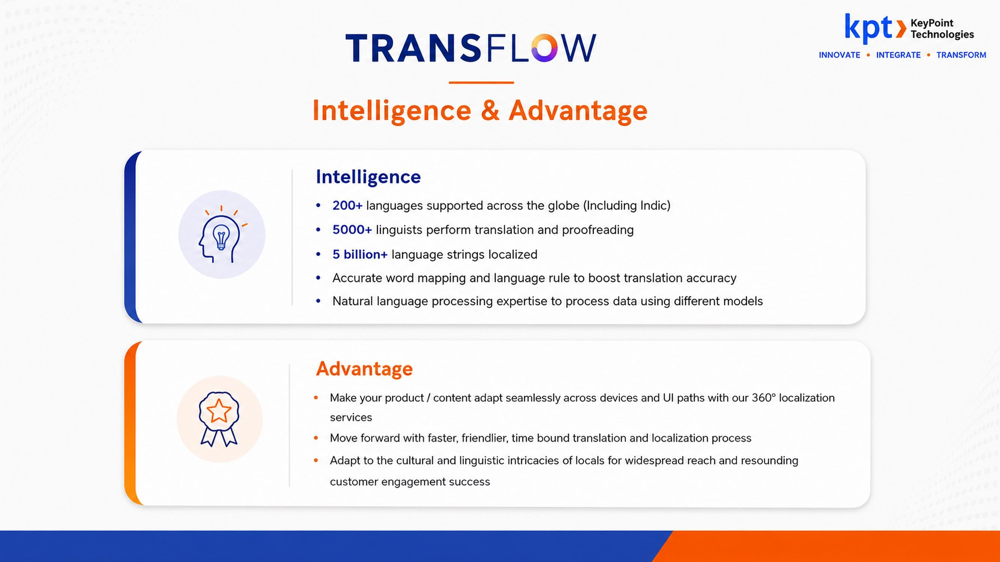 kpt KeyPoint
Technologies
INNOVATE • INTEGRATE • TRANSFORM
TRANSFLOW
Intelligence & Advantage
Intelligence
• 200+ languages supported across the globe (Including Indic)
• 5000+ linguists perform translation and proofreading
• 5 billion+ language strings localized
• Accurate word mapping and language rule to boost translation accuracy
• Natural language processing expertise to process data using different models
Advantage
• Make your product / content adapt seamlessly across devices and UI paths with our 360° localization
services
• Move forward with faster, friendlier, time bound translation and localization process
• Adapt to the cultural and linguistic intricacies of locals for widespread reach and resounding
customer engagement success